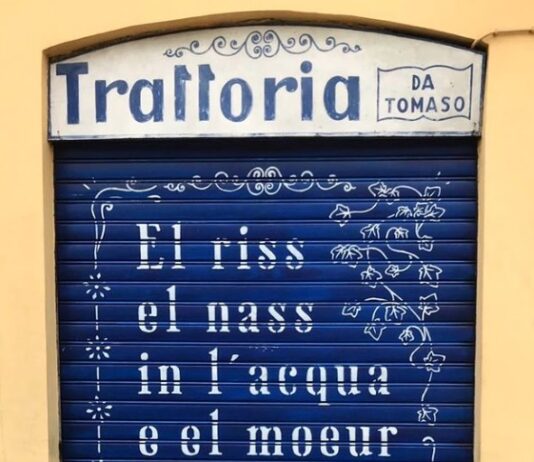 Trattoria
DA
TOMASO
El riss
el nass
in l'acqua
e el moeur